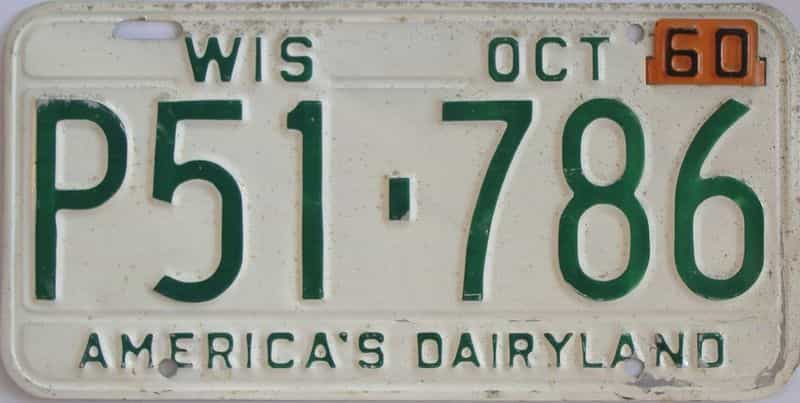 WIS OCT 60
P51-786
AMERICA'S DAIRYLAND